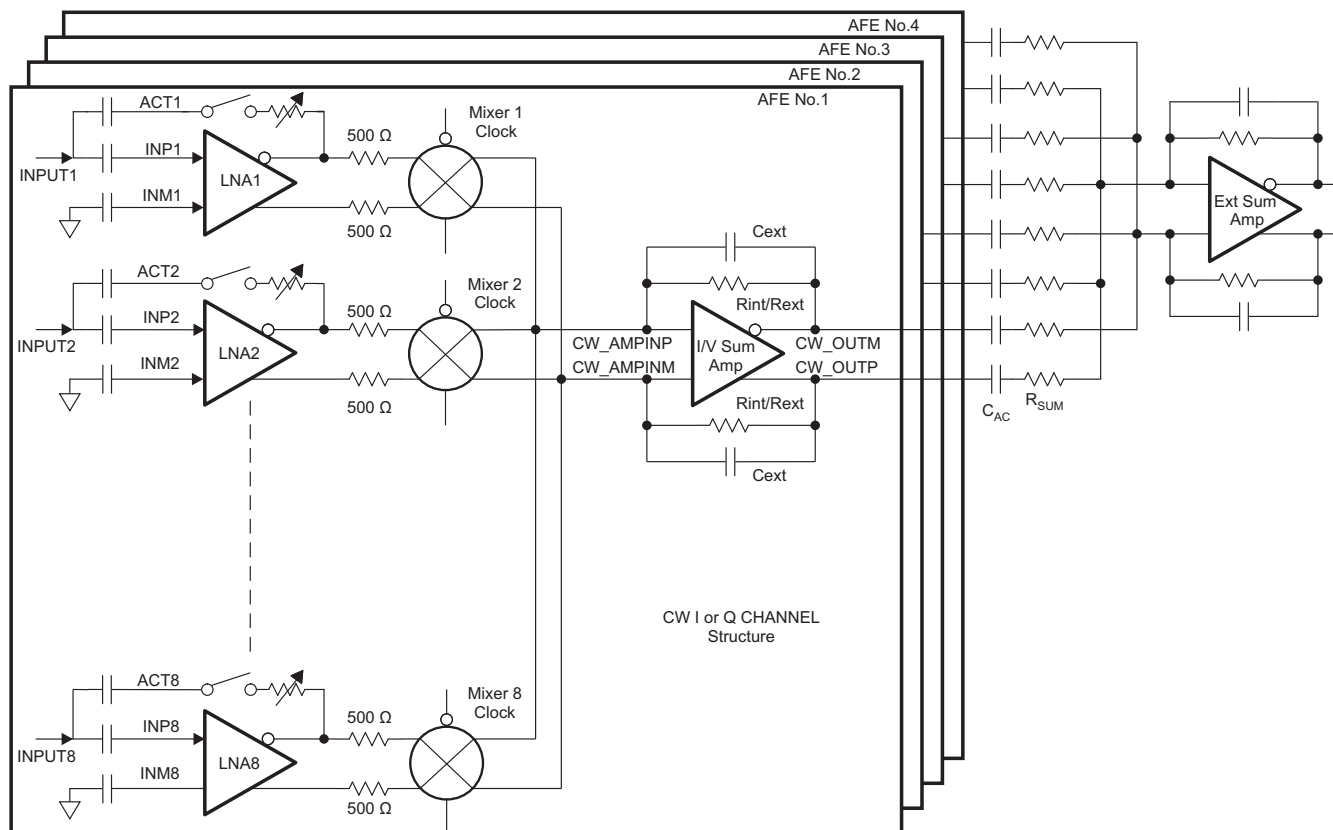 AFE No.4
AFE No.3
AFE No.2
AFE No.1
ACT1
INP1
INPUT1
INM1
LNA1
500 Ω
500 Ω
Mixer 1
Clock
ACT2
INP2
INPUT2
INM2
LNA2
500 Ω
500 Ω
Mixer 2
Clock
Cext
Rint/Rext
CW_AMPINP
CW_AMPINM
I/V Sum
Amp
CW_OUTM
CW_OUTP
Rint/Rext
Cext
Ext Sum
Amp
CAC
RSUM
CW I or Q CHANNEL
Structure
ACT8
INP8
INPUT8
INM8
LNA8
500 Ω
500 Ω
Mixer 8
Clock